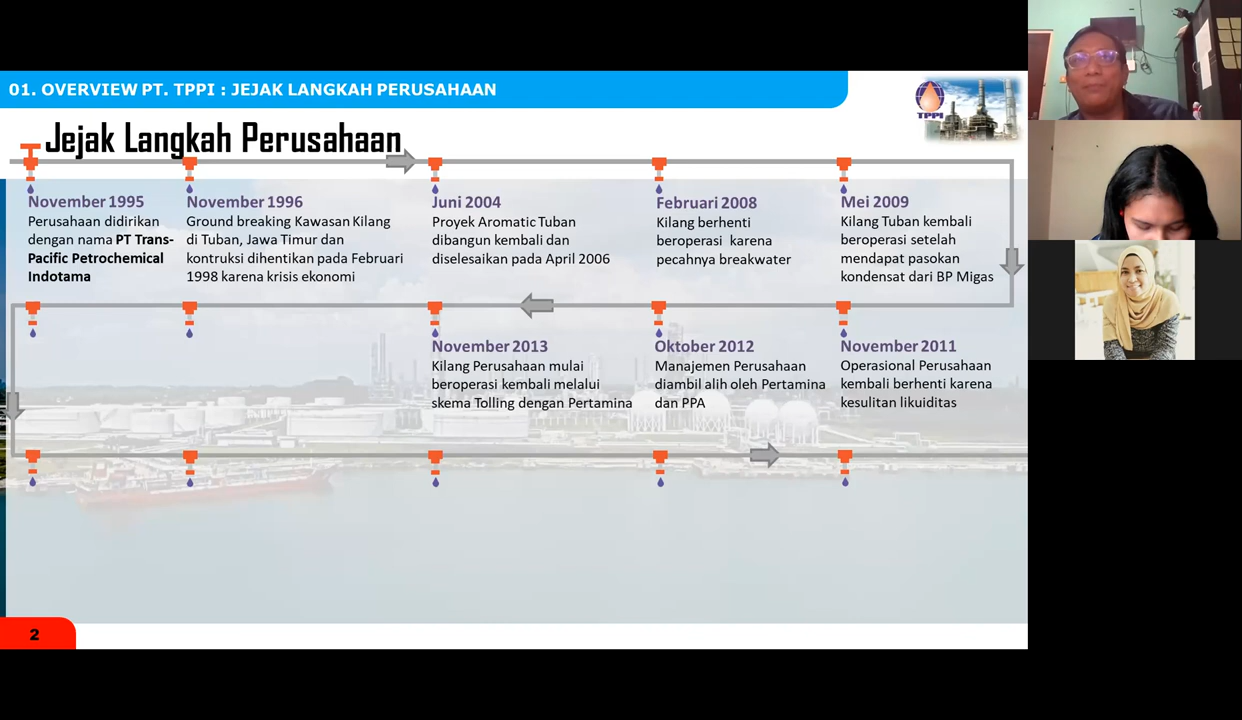 01. OVERVIEW PT. TPPI : JEJAK LANGKAH PERUSAHAAN
TPPI
Jejak Langkah Perusahaan
November 1995
Perusahaan didirikan
dengan nama PT Trans-
Pacific Petrochemical
Indotama
November 1996
Ground breaking Kawasan Kilang
di Tuban, Jawa Timur dan
kontruksi dihentikan pada Februari
1998 karena krisis ekonomi
Juni 2004
Proyek Aromatic Tuban
dibangun kembali dan
diselesaikan pada April 2006
Februari 2008
Kilang berhenti
beroperasi karena
pecahnya breakwater
Mei 2009
Kilang Tuban kembali
beroperasi setelah
mendapat pasokan
kondensat dari BP Migas
November 2011
Operasional Perusahaan
kembali berhenti karena
kesulitan likuiditas
Oktober 2012
Manajemen Perusahaan
diambil alih oleh Pertamina
dan PPA
November 2013
Kilang Perusahaan mulai
beroperasi kembali melalui
skema Tolling dengan Pertamina
2